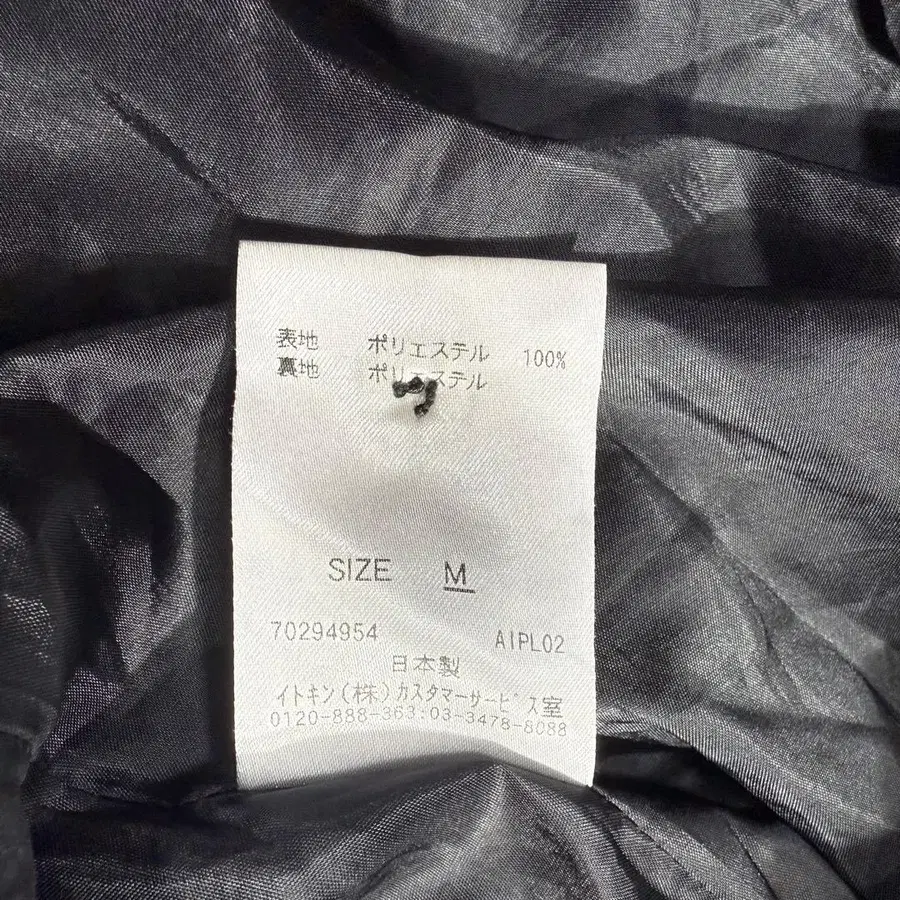 表地 ポリエステル 100%
裏地 ポリエステル
SIZE M
70294954 AIPL02
日本製
イトキン(株)カスタマーサービス室
0120-888-363:03-3478-8088